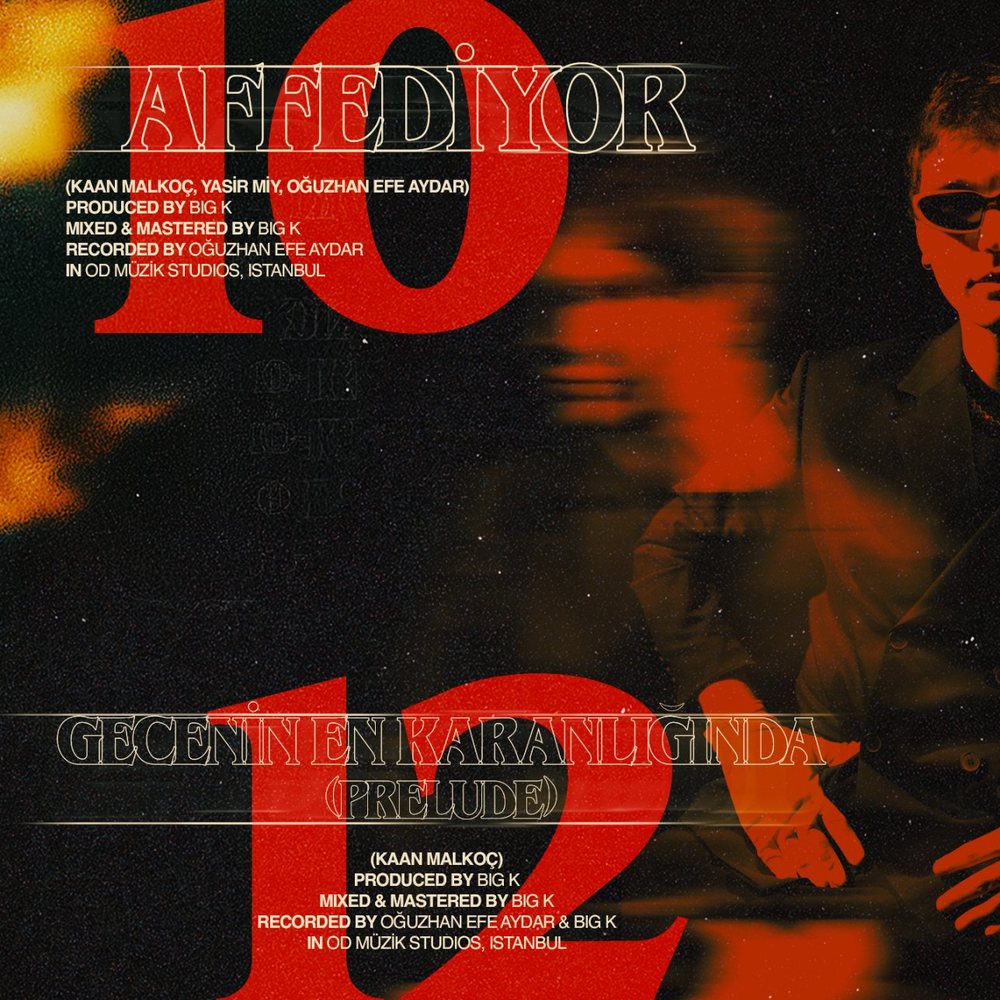 10
AFFEDİYOR
(KAAN MALKOÇ, YASİR MİY, OĞUZHAN EFE AYDAR)
PRODUCED BY BIG K
MIXED & MASTERED BY BIG K
RECORDED BY OĞUZHAN EFE AYDAR
IN OD MÜZİK STUDIOS, ISTANBUL
12
GECENİN EN KARANLIĞINDA
(PRELUDE)
(KAAN MALKOÇ)
PRODUCED BY BIG K
MIXED & MASTERED BY BIG K
RECORDED BY OĞUZHAN EFE AYDAR & BIG K
IN OD MÜZİK STUDIOS, ISTANBUL